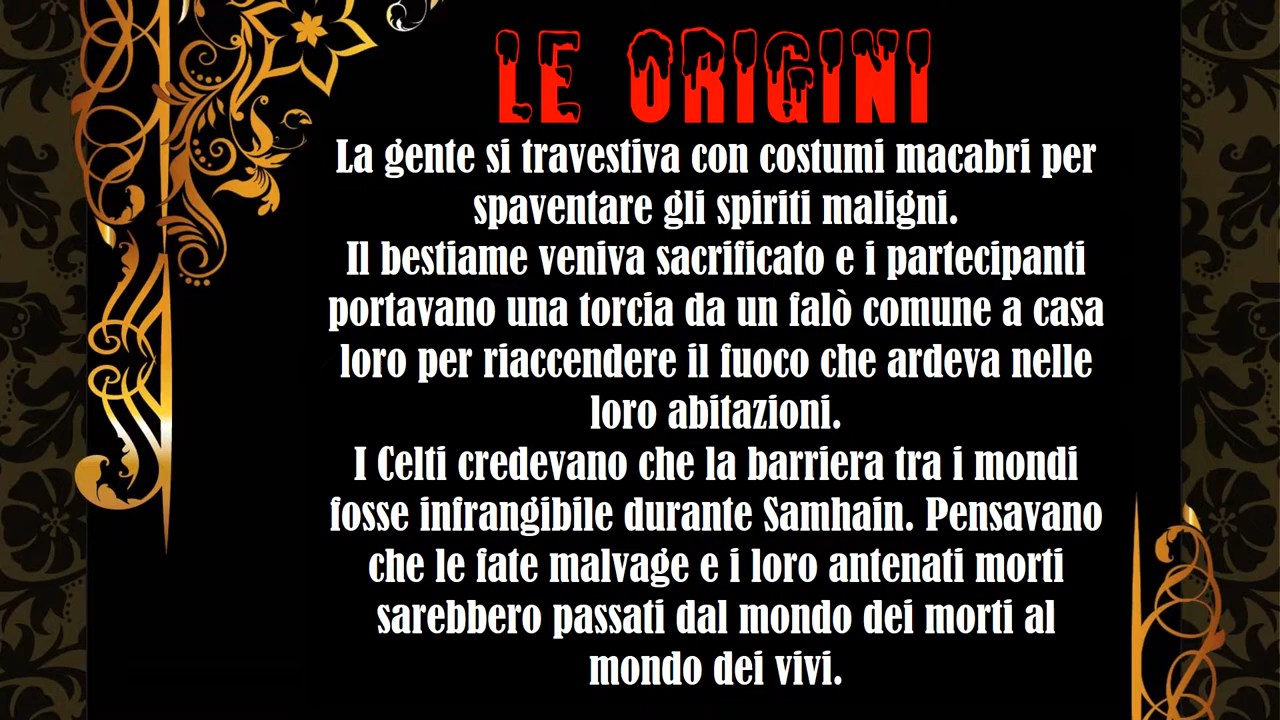 LE ORIGINI
La gente si travestiva con costumi macabri per
spaventare gli spiriti maligni.
Il bestiame veniva sacrificato e i partecipanti
portavano una torcia da un falò comune a casa
loro per riaccendere il fuoco che ardeva nelle
loro abitazioni.
I Celti credevano che la barriera tra i mondi
fosse infrangibile durante Samhain. Pensavano
che le fate malvage e i loro antenati morti
sarebbero passati dal mondo dei morti al
mondo dei vivi.